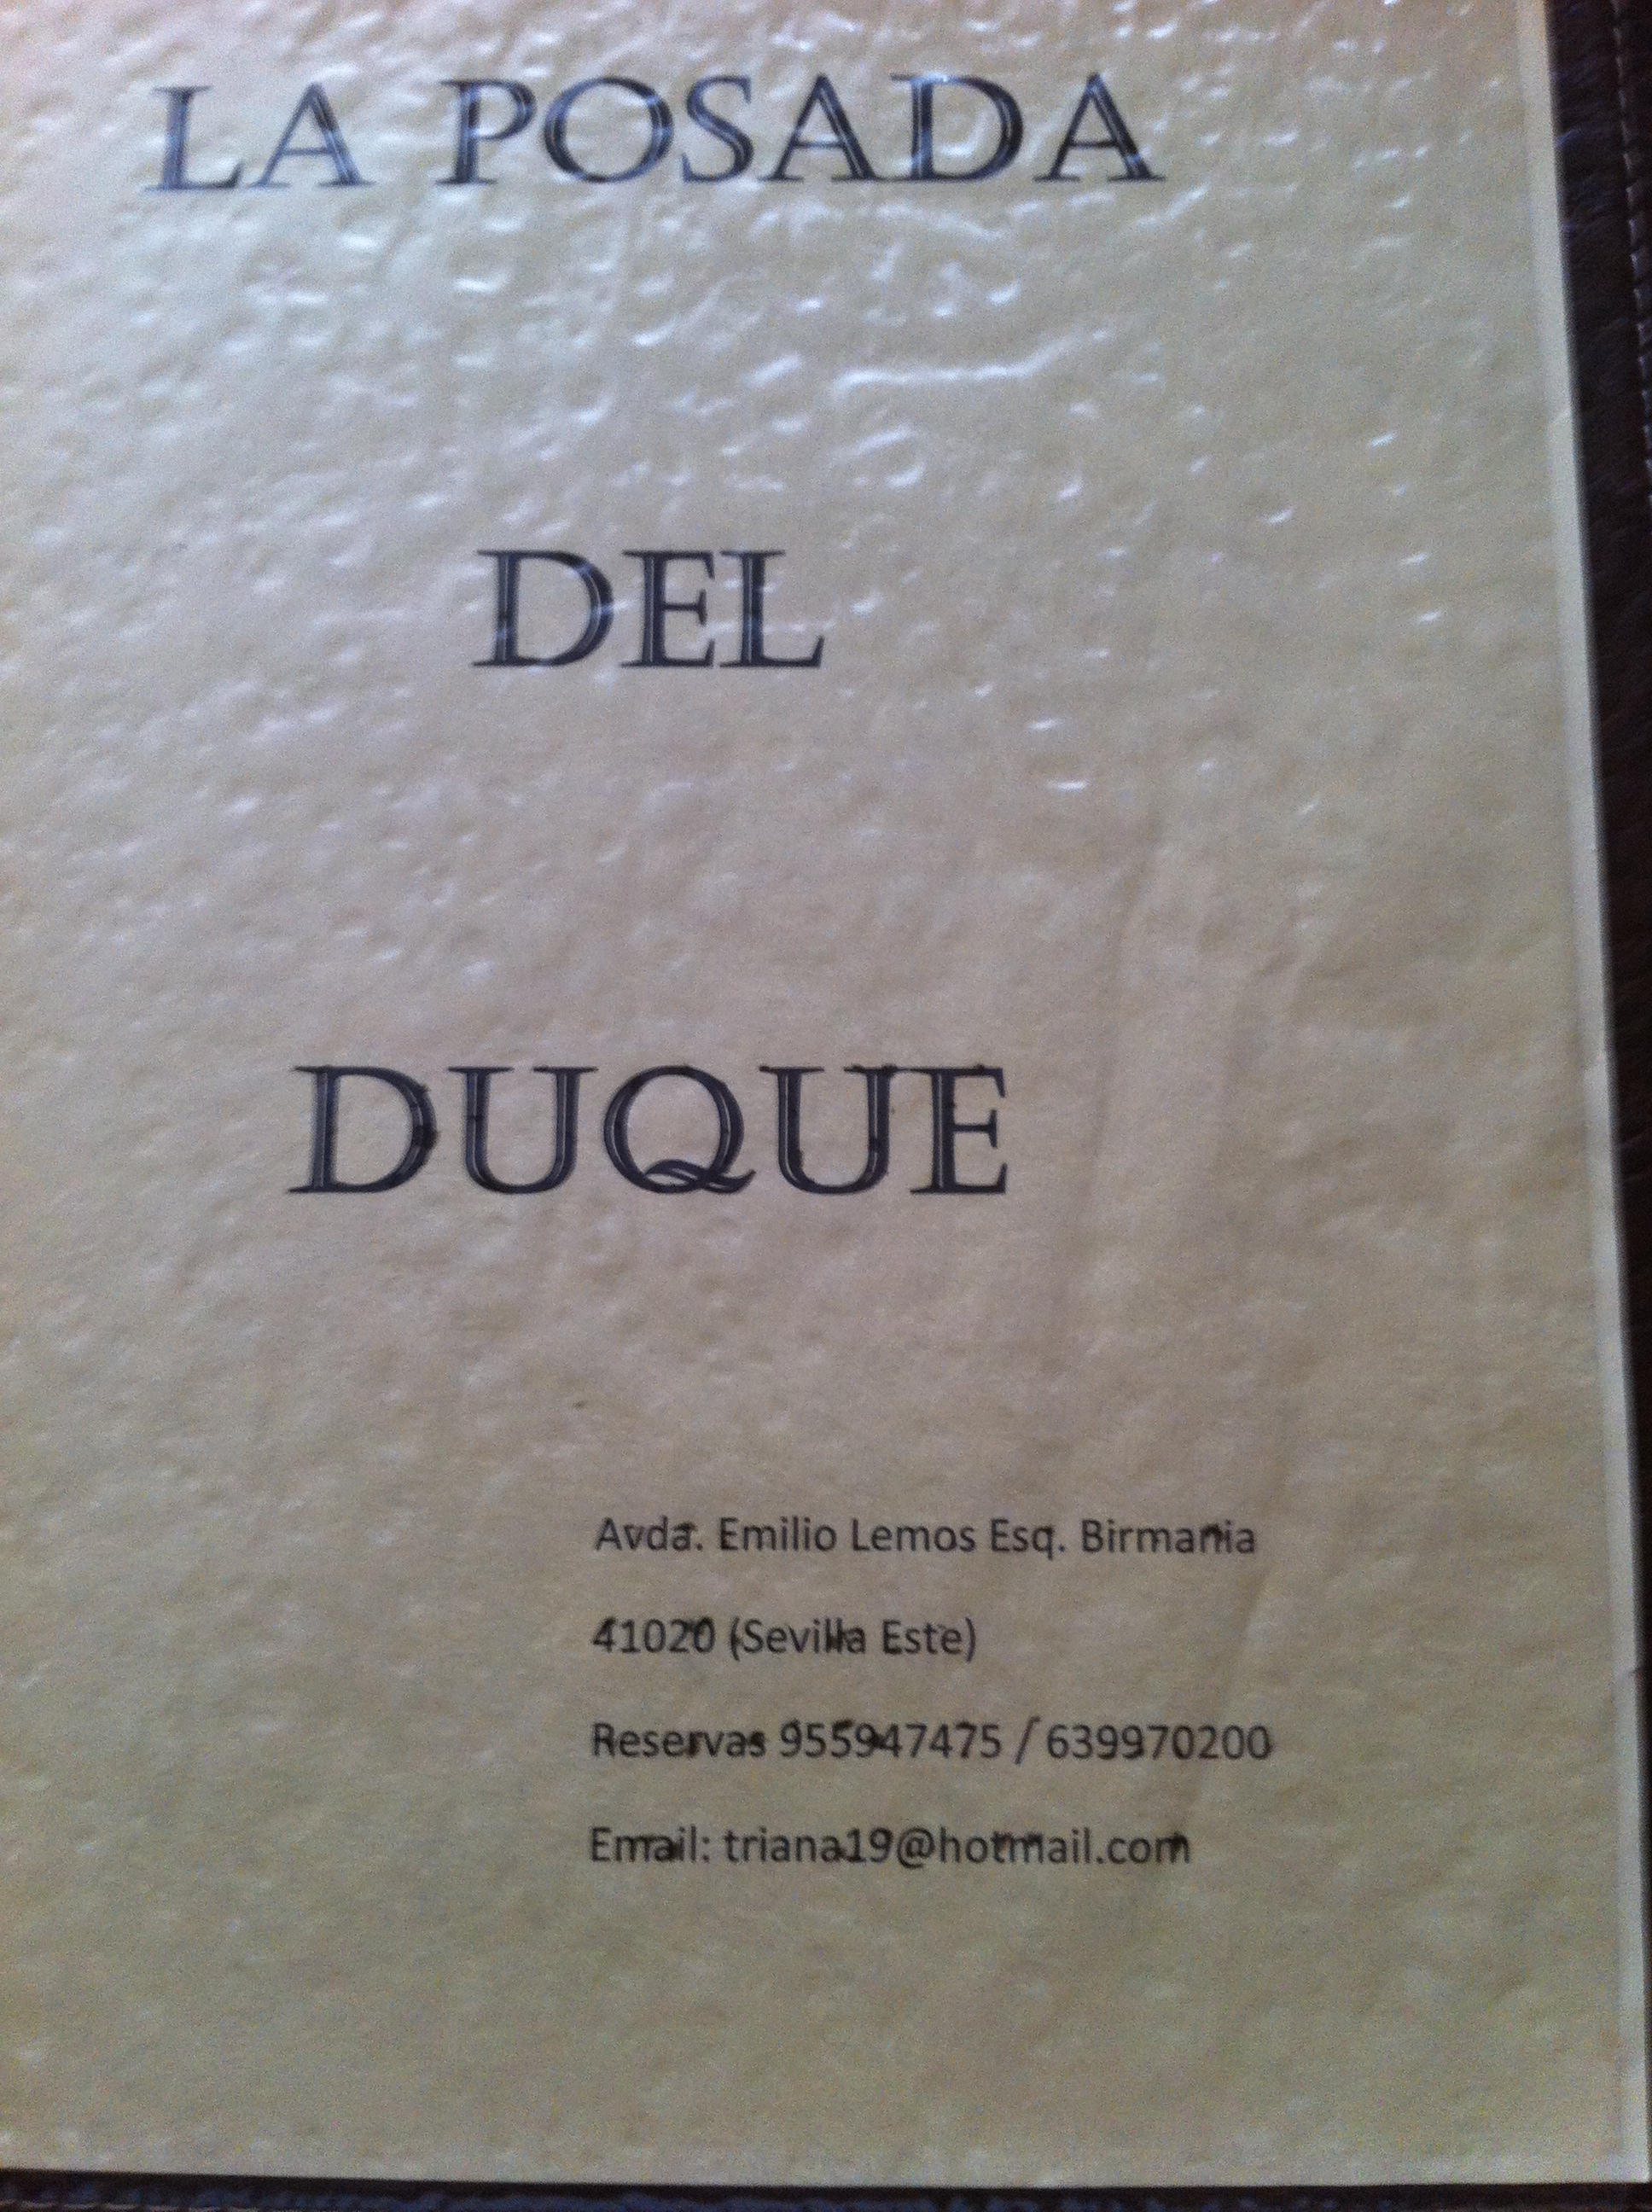 LA POSADA
DEL
DUQUE
Avda. Emilio Lemos Esq. Birmania
41020 (Sevilla Este)
Reservas 955947475 / 639970200
Email: triana19@hotmail.com